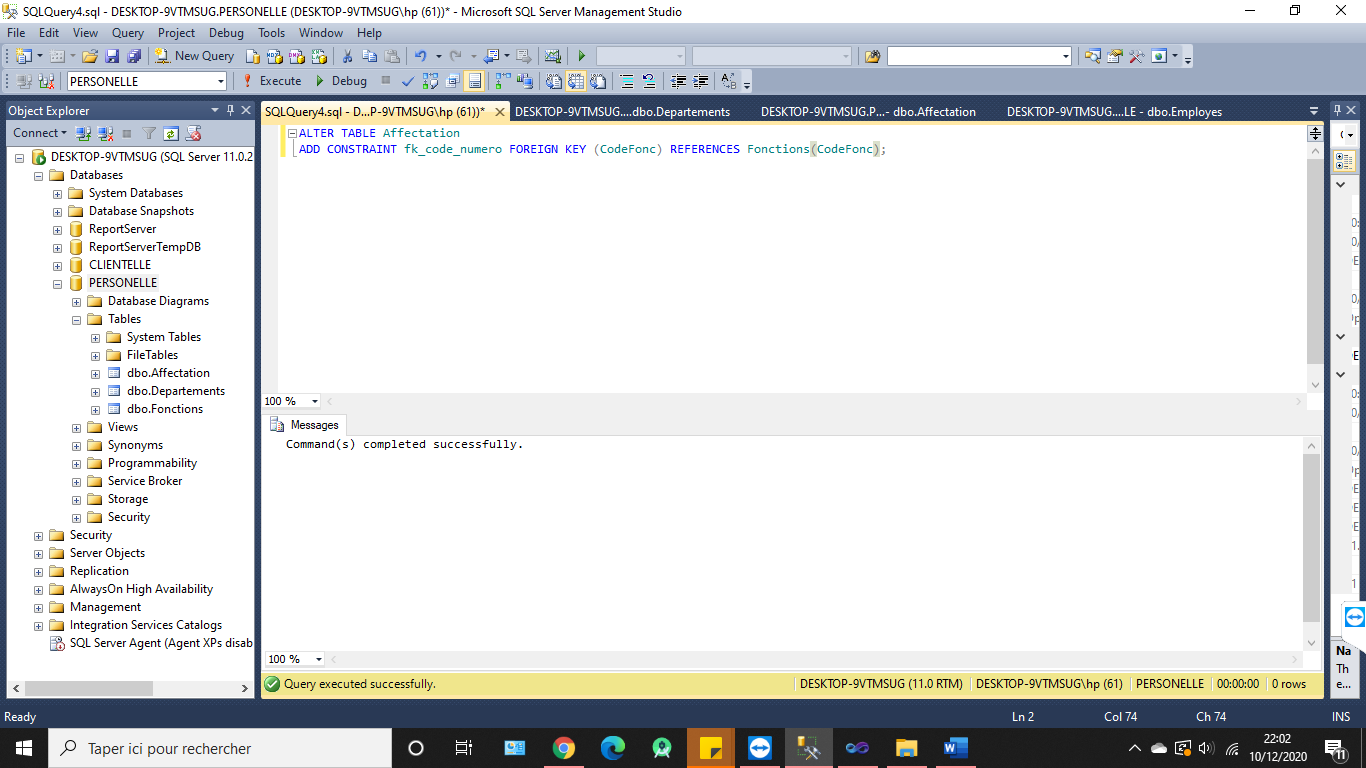 SQLQuery4.sql - DESKTOP-9VTMSUG.PERSONELLE (DESKTOP-9VTMSUG\hp (61))* - Microsoft SQL Server Management Studio
File Edit View Query Project Debug Tools Window Help
New Query
PERSONELLE
Execute Debug
Object Explorer
Connect
DESKTOP-9VTMSUG (SQL Server 11.0.2
Databases
System Databases
Database Snapshots
ReportServer
ReportServerTempDB
CLIENTELLE
PERSONELLE
Database Diagrams
Tables
System Tables
FileTables
dbo.Affectation
dbo.Departements
dbo.Fonctions
Views
Synonyms
Programmability
Service Broker
Storage
Security
Security
Server Objects
Replication
AlwaysOn High Availability
Management
Integration Services Catalogs
SQL Server Agent (Agent XPs disab
SQLQuery4.sql - D...P-9VTMSUG\hp (61))* DESKTOP-9VTMSUG....dbo.Departements DESKTOP-9VTMSUG.P...- dbo.Affectation DESKTOP-9VTMSUG....LE - dbo.Employes
ALTER TABLE Affectation
ADD CONSTRAINT fk_code_numero FOREIGN KEY (CodeFonc) REFERENCES Fonctions(CodeFonc);
100 %
Messages
Command(s) completed successfully.
100 %
Query executed successfully. DESKTOP-9VTMSUG (11.0 RTM) DESKTOP-9VTMSUG\hp (61) PERSONELLE 00:00:00 0 rows
Na
Th
e...
Ready Ln 2 Col 74 Ch 74 INS
Taper ici pour rechercher
22:02
10/12/2020
11